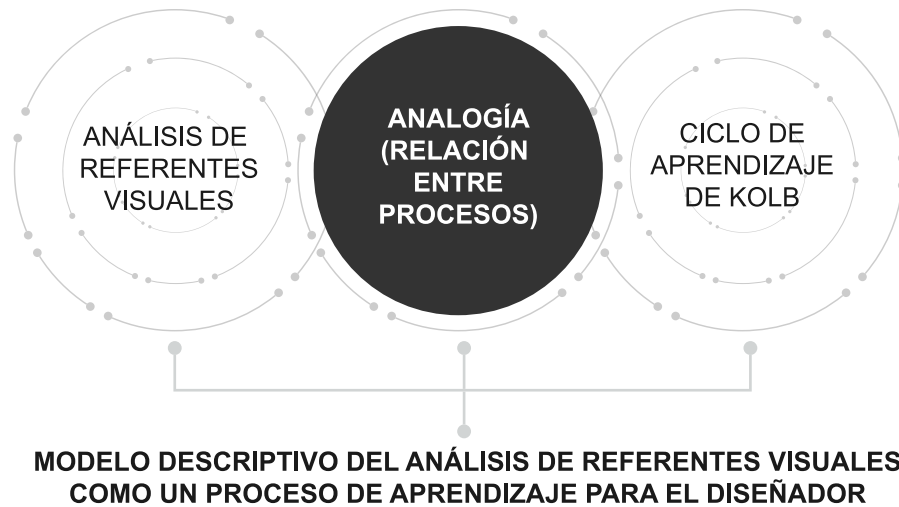 ANÁLISIS DE
REFERENTES
VISUALES
ANALOGÍA
(RELACIÓN
ENTRE
PROCESOS)
CICLO DE
APRENDIZAJE
DE KOLB
MODELO DESCRIPTIVO DEL ANÁLISIS DE REFERENTES VISUALES
COMO UN PROCESO DE APRENDIZAJE PARA EL DISEÑADOR